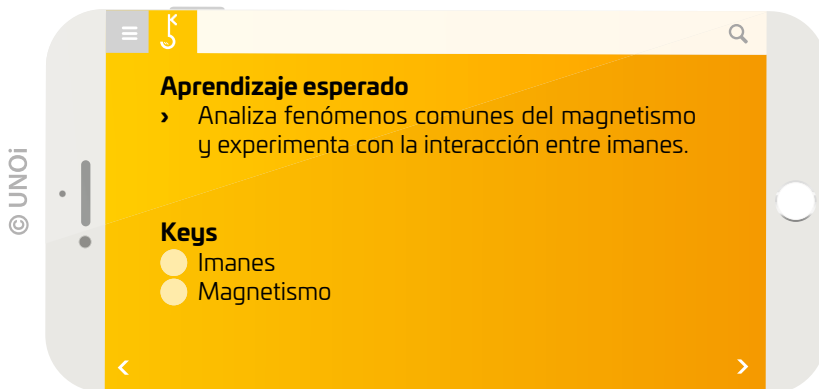 Aprendizaje esperado
› Analiza fenómenos comunes del magnetismo
y experimenta con la interacción entre imanes.
Keys
Imanes
Magnetismo
© UNOi